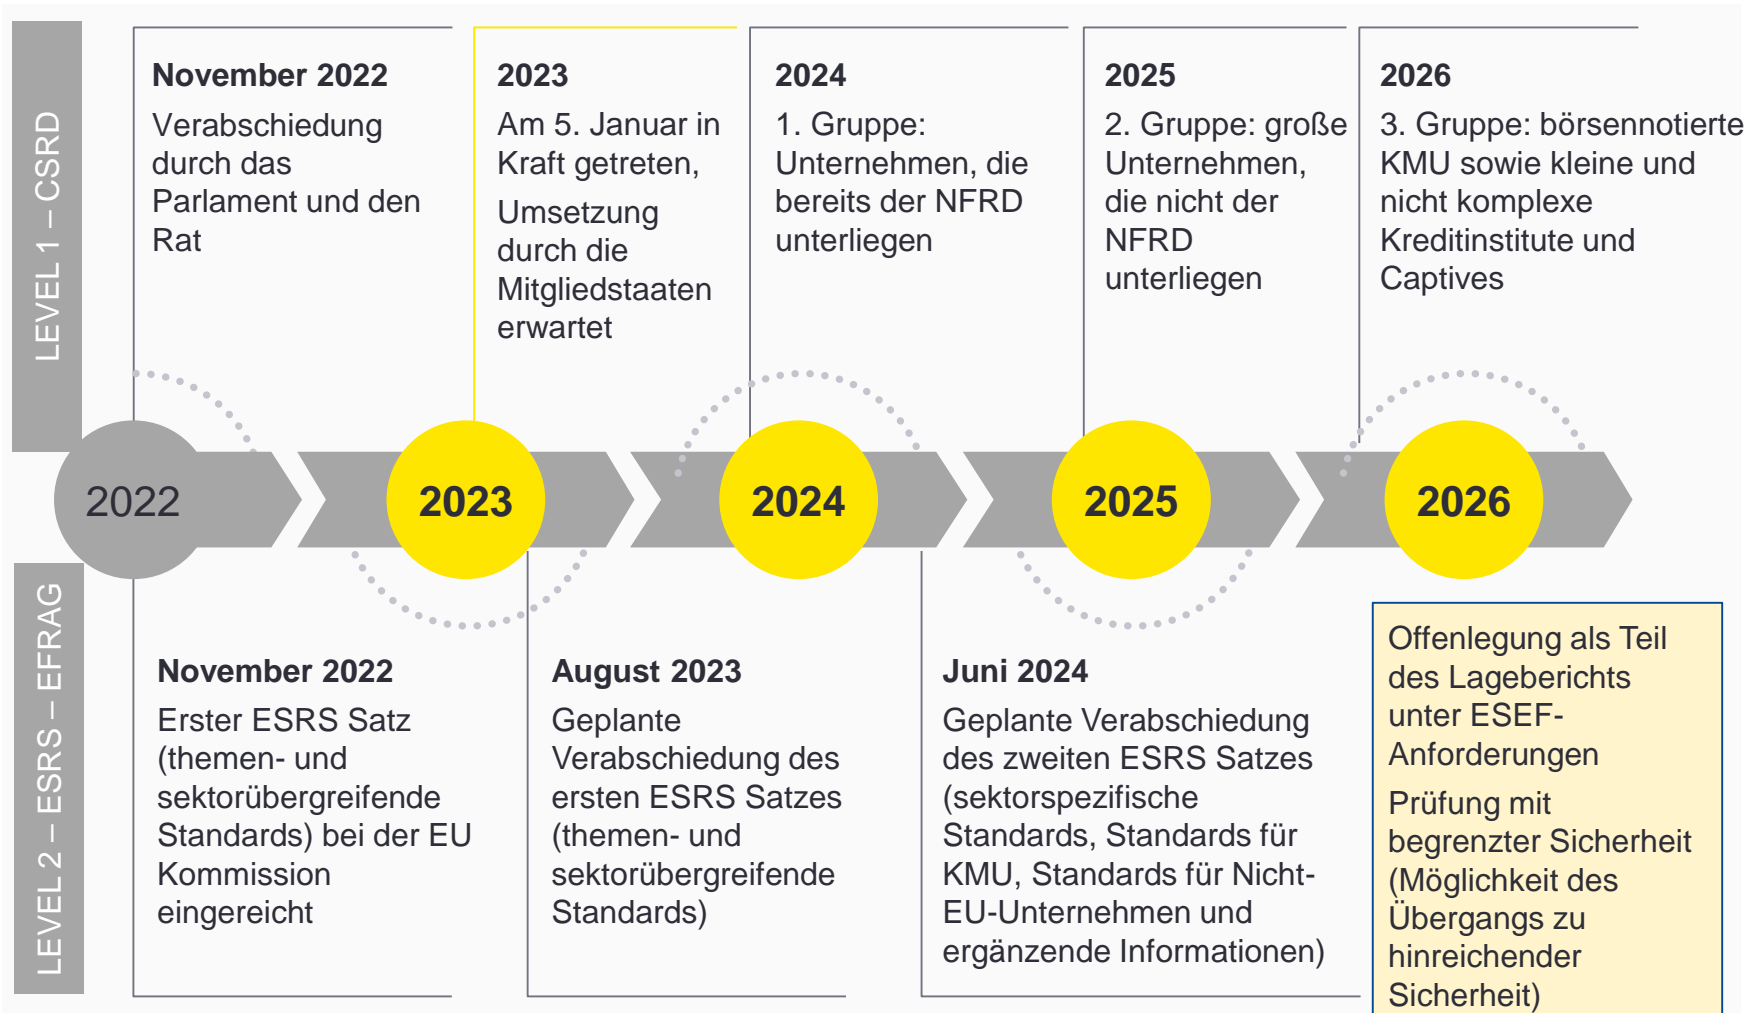 LEVEL 1 – CSRD
November 2022
Verabschiedung
durch das
Parlament und den
Rat
2023
Am 5. Januar in
Kraft getreten,
Umsetzung
durch die
Mitgliedstaaten
erwartet
2024
1. Gruppe:
Unternehmen, die
bereits der NFRD
unterliegen
2025
2. Gruppe: große
Unternehmen,
die nicht der
NFRD
unterliegen
2026
3. Gruppe: börsennotierte
KMU sowie kleine und
nicht komplexe
Kreditinstitute und
Captives
2022
2023
2024
2025
2026
LEVEL 2 – ESRS – EFRAG
November 2022
Erster ESRS Satz
(themen- und
sektorübergreifende
Standards) bei der EU
Kommission
eingereicht
August 2023
Geplante
Verabschiedung des
ersten ESRS Satzes
(themen- und
sektorübergreifende
Standards)
Juni 2024
Geplante Verabschiedung
des zweiten ESRS Satzes
(sektorspezifische
Standards, Standards für
KMU, Standards für Nicht-
EU-Unternehmen und
ergänzende Informationen)
Offenlegung als Teil
des Lageberichts
unter ESEF-
Anforderungen
Prüfung mit
begrenzter Sicherheit
(Möglichkeit des
Übergangs zu
hinreichender
Sicherheit)